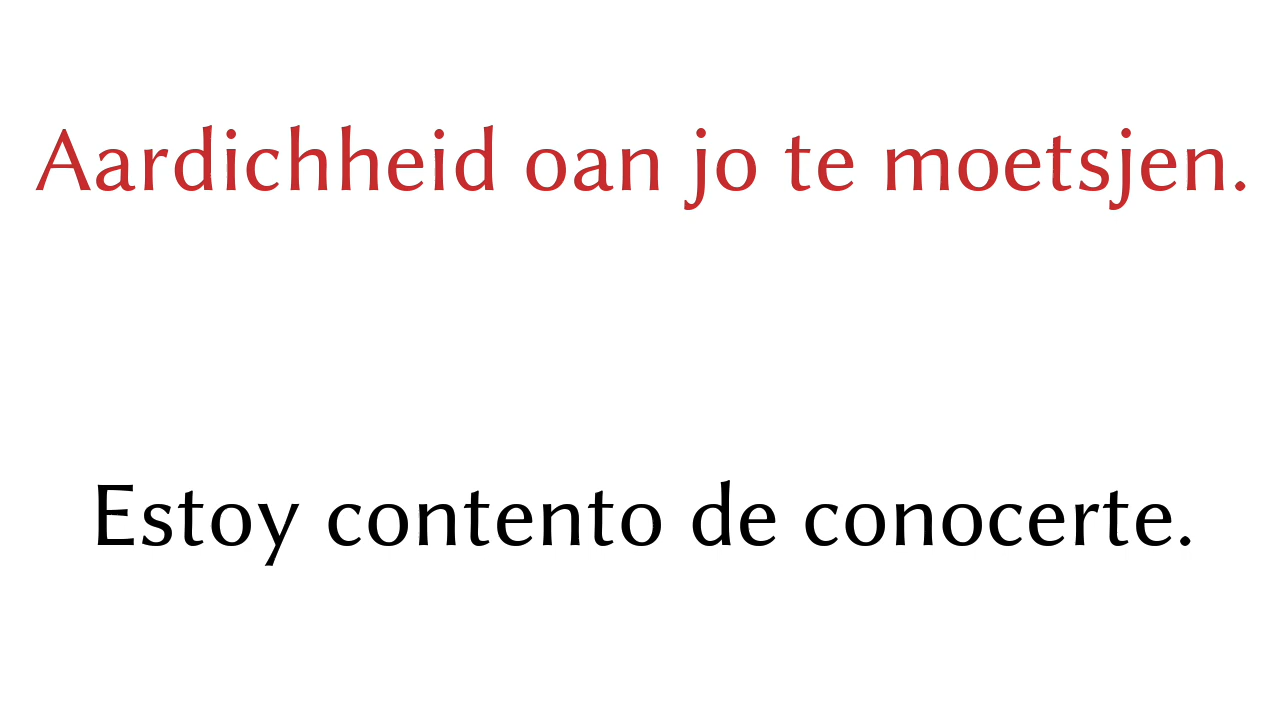 Aardichheid oan jo te moetsjen.
Estoy contento de conocerte.